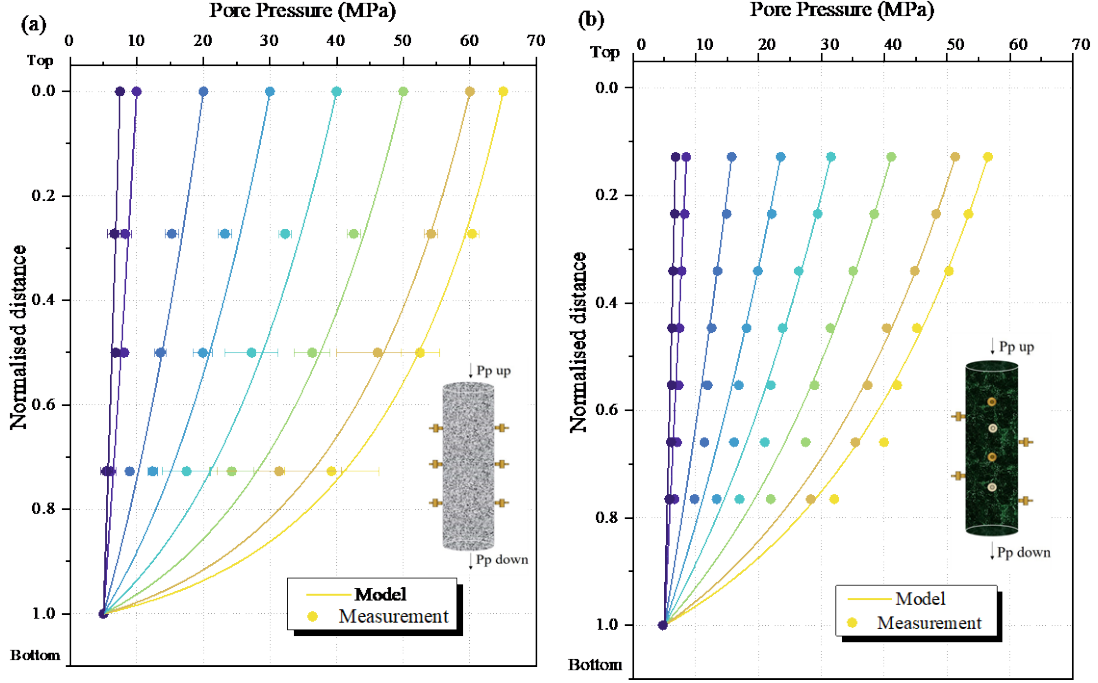 (a)
Pore Pressure (MPa)
0 10 20 30 40 50 60 70
Top
0.0
0.2
0.4
0.6
0.8
1.0
Bottom
Normalised distance
Pp up
Pp down
Model
Measurement
(b)
Pore Pressure (MPa)
0 10 20 30 40 50 60 70
Top
0.0
0.2
0.4
0.6
0.8
1.0
Bottom
Normalised distance
Pp up
Pp down
Model
Measurement